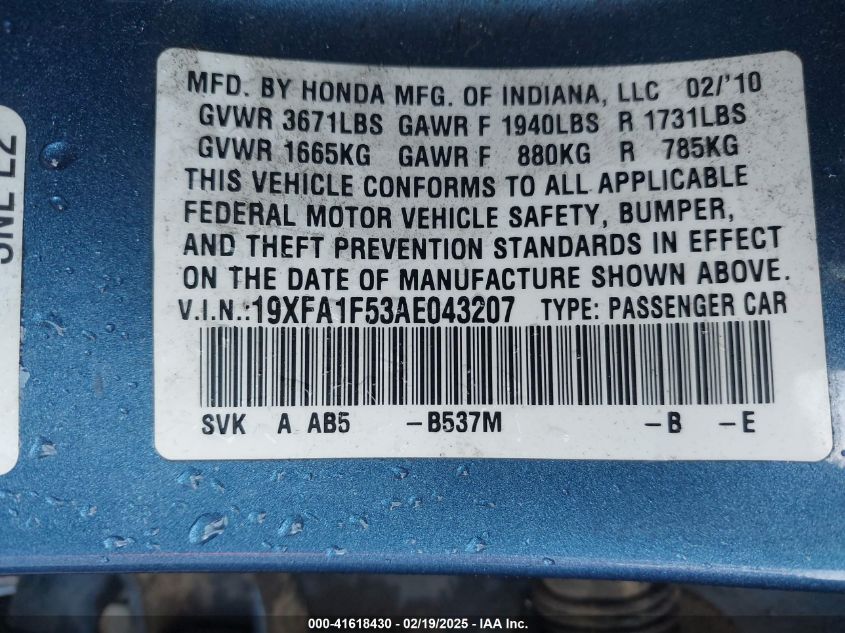 MFD. BY HONDA MFG. OF INDIANA, LLC 02/'10
GVWR 3671LBS GAWR F 1940LBS R 1731LBS
GVWR 1665KG GAWR F 880KG R 785KG
THIS VEHICLE CONFORMS TO ALL APPLICABLE
FEDERAL MOTOR VEHICLE SAFETY, BUMPER,
AND THEFT PREVENTION STANDARDS IN EFFECT
ON THE DATE OF MANUFACTURE SHOWN ABOVE.
V.I.N.:19XFA1F53AE043207 TYPE: PASSENGER CAR
SVK A AB5 -B537M -B -E
000-41618430 - 02/19/2025 - IAA Inc.